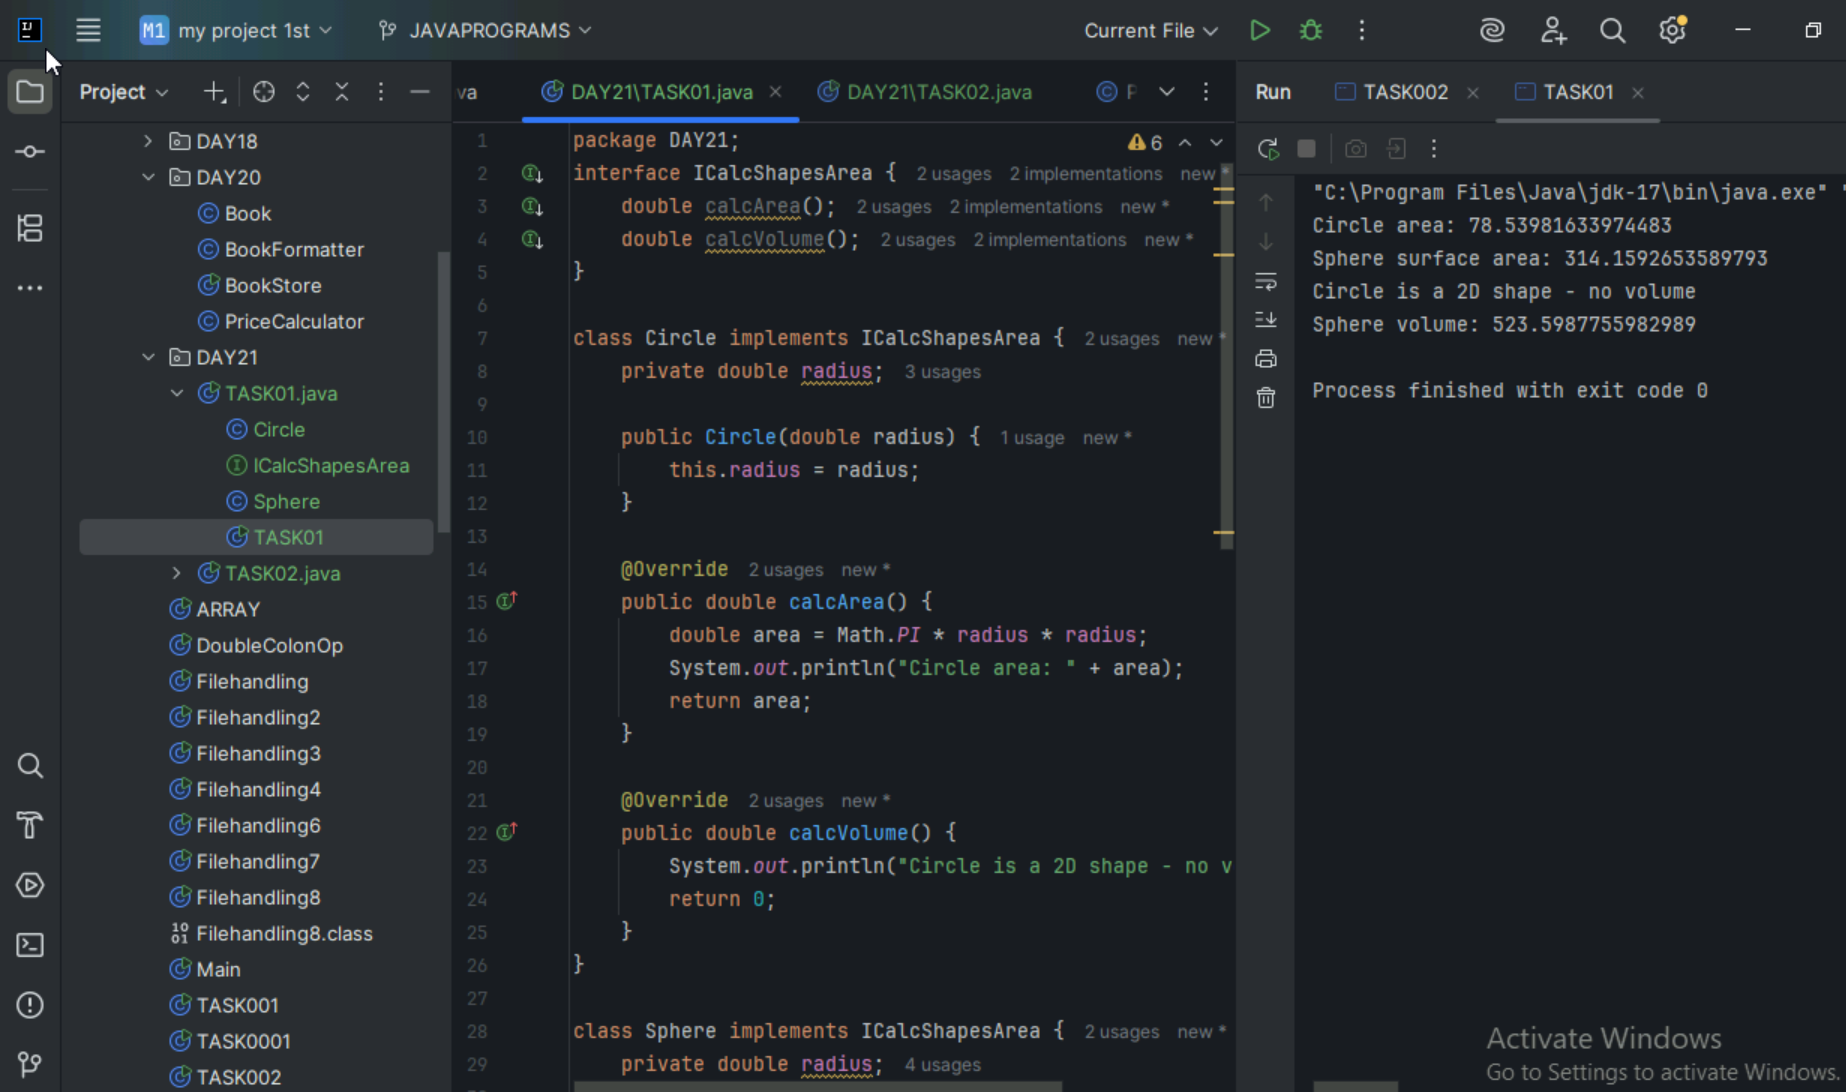 M1 my project 1st JAVAPROGRAMS Current File
Project
DAY18
DAY20
Book
BookFormatter
BookStore
PriceCalculator
DAY21
TASK01.java
Circle
ICalcShapesArea
Sphere
TASK01
TASK02.java
ARRAY
DoubleColonOp
Filehandling
Filehandling2
Filehandling3
Filehandling4
Filehandling6
Filehandling7
Filehandling8
Filehandling8.class
Main
TASK001
TASK0001
TASK002
va DAY21\TASK01.java DAY21\TASK02.java
6
1 package DAY21;
2 interface ICalcShapesArea { 2 usages 2 implementations new *
3 double calcArea(); 2 usages 2 implementations new *
4 double calcVolume(); 2 usages 2 implementations new *
5 }
6
7 class Circle implements ICalcShapesArea { 2 usages new *
8 private double radius; 3 usages
9
10 public Circle(double radius) { 1 usage new *
11 this.radius = radius;
12 }
13
14 @Override 2 usages new *
15 public double calcArea() {
16 double area = Math.PI * radius * radius;
17 System.out.println("Circle area: " + area);
18 return area;
19 }
20
21 @Override 2 usages new *
22 public double calcVolume() {
23 System.out.println("Circle is a 2D shape - no v
24 return 0;
25 }
26 }
27
28 class Sphere implements ICalcShapesArea { 2 usages new *
29 private double radius; 4 usages
Run TASK002 TASK01
"C:\Program Files\Java\jdk-17\bin\java.exe"
Circle area: 78.53981633974483
Sphere surface area: 314.1592653589793
Circle is a 2D shape - no volume
Sphere volume: 523.5987755982989
Process finished with exit code 0
Activate Windows
Go to Settings to activate Windows.